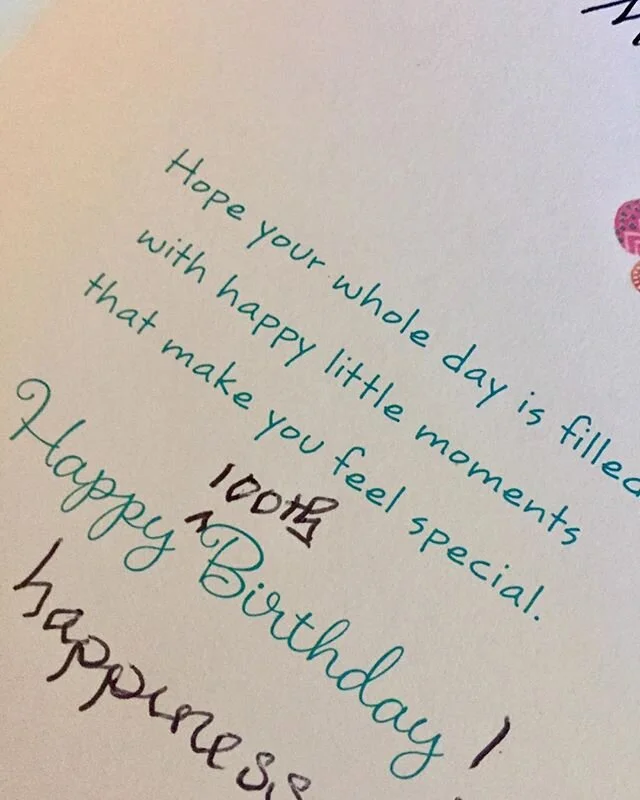 Hope your whole day is filled
with happy little moments
that make you feel special.
100th
Happy ^ Birthday!
happiness